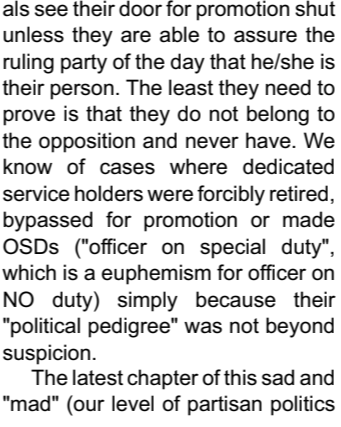 als see their door for promotion shut
unless they are able to assure the
ruling party of the day that he/she is
their person. The least they need to
prove is that they do not belong to
the opposition and never have. We
know of cases where dedicated
service holders were forcibly retired,
bypassed for promotion or made
OSDs ("officer on special duty",
which is a euphemism for officer on
NO duty) simply because their
"political pedigree" was not beyond
suspicion.
The latest chapter of this sad and
"mad" (our level of partisan politics